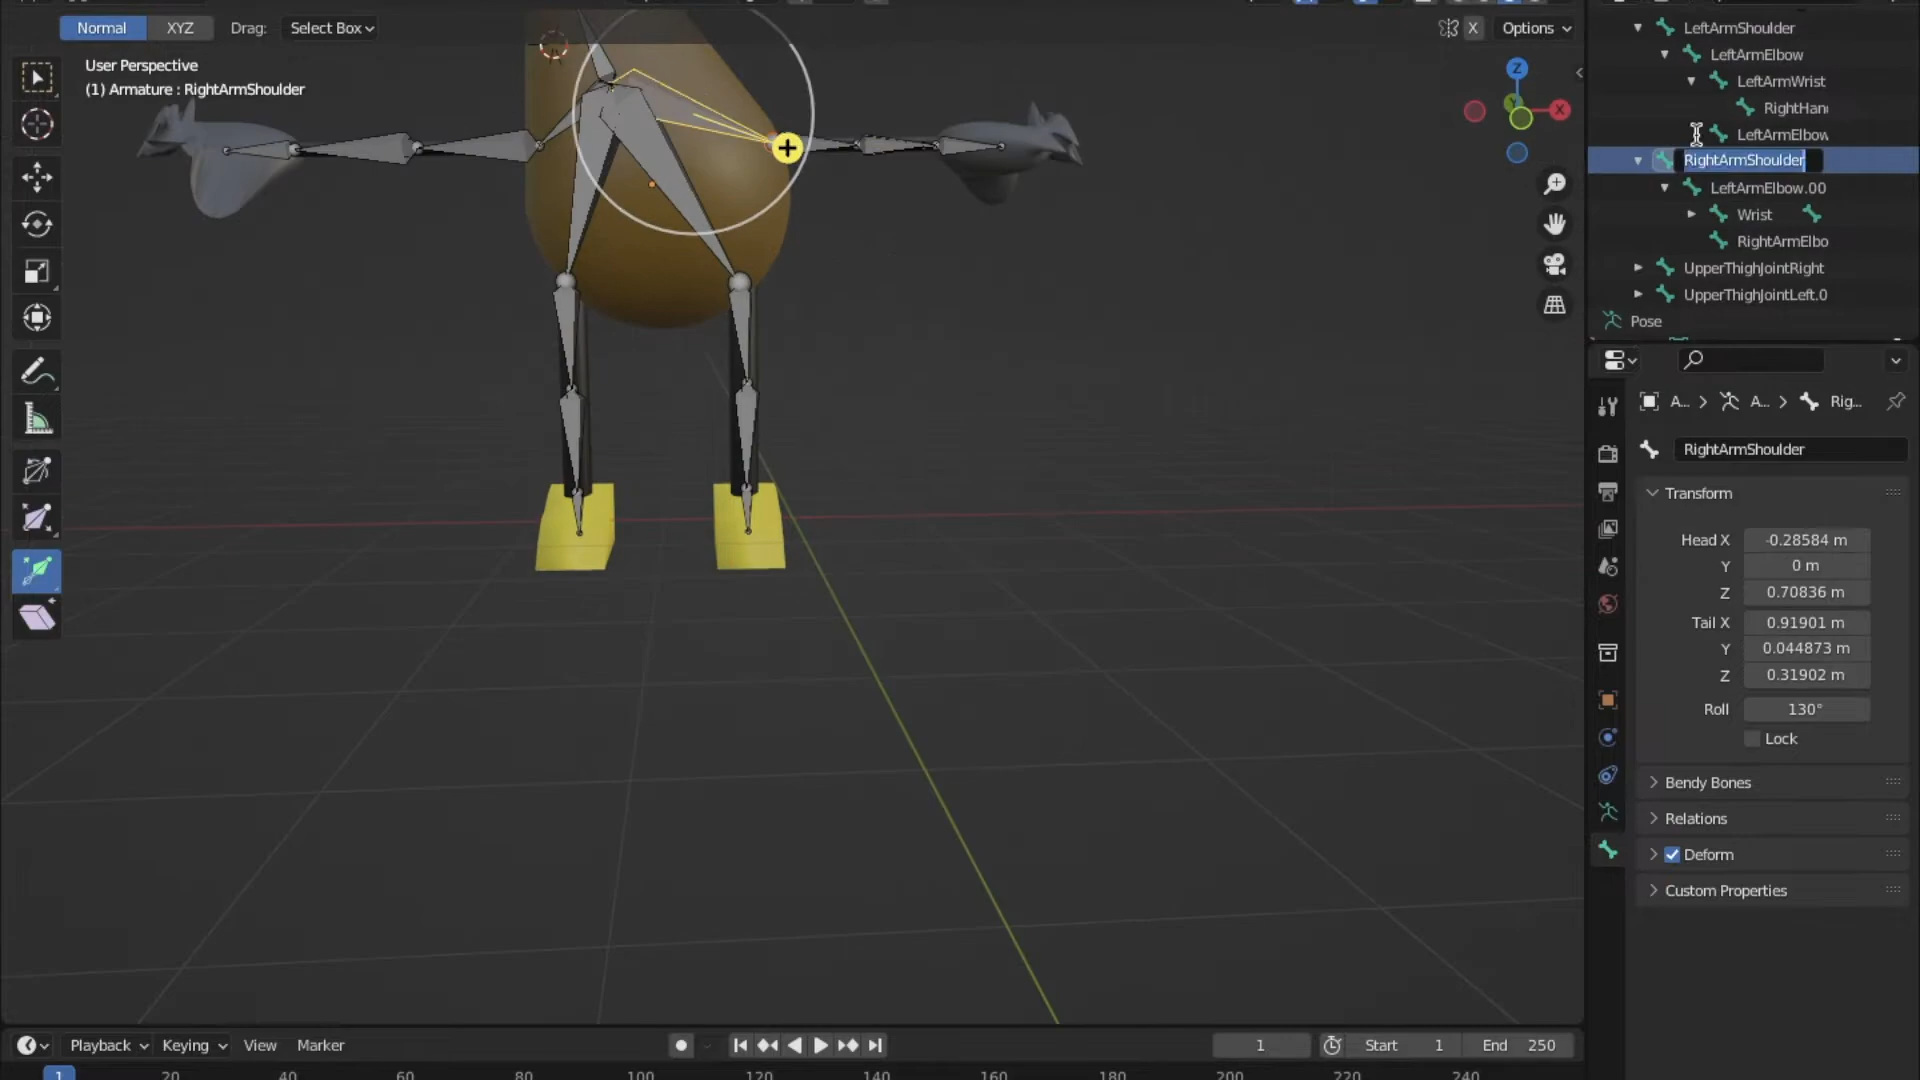 Normal XYZ Drag: Select Box
X Options
User Perspective
(1) Armature : RightArmShoulder
Z
X
LeftArmShoulder
LeftArmElbow
LeftArmWrist
RightHan
LeftArmElbow
RightArmShoulder
LeftArmElbow.00
Wrist
RightArmElbo
UpperThighJointRight
UpperThighJointLeft.0
Pose
A... > A... > Rig...
RightArmShoulder
Transform
Head X -0.28584 m
Y 0 m
Z 0.70836 m
Tail X 0.91901 m
Y 0.044873 m
Z 0.31902 m
Roll 130°
Lock
Bendy Bones
Relations
Deform
Custom Properties
Playback Keying View Marker
1 Start 1 End 250
1 20 40 60 80 100 120 140 160 180 200 220 240